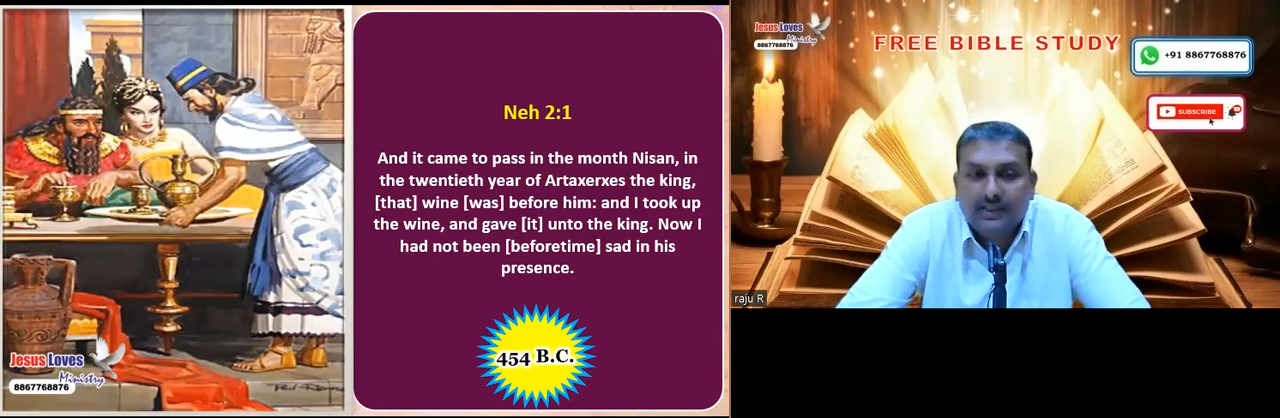 Neh 2:1
And it came to pass in the month Nisan, in
the twentieth year of Artaxerxes the king,
[that] wine [was] before him: and I took up
the wine, and gave [it] unto the king. Now I
had not been [beforetime] sad in his
presence.
454 B.C.
Jesus Loves
Ministry
8867768876
Jesus Loves
Ministry
8867768876
FREE BIBLE STUDY
+91 8867768876
SUBSCRIBE
raju R